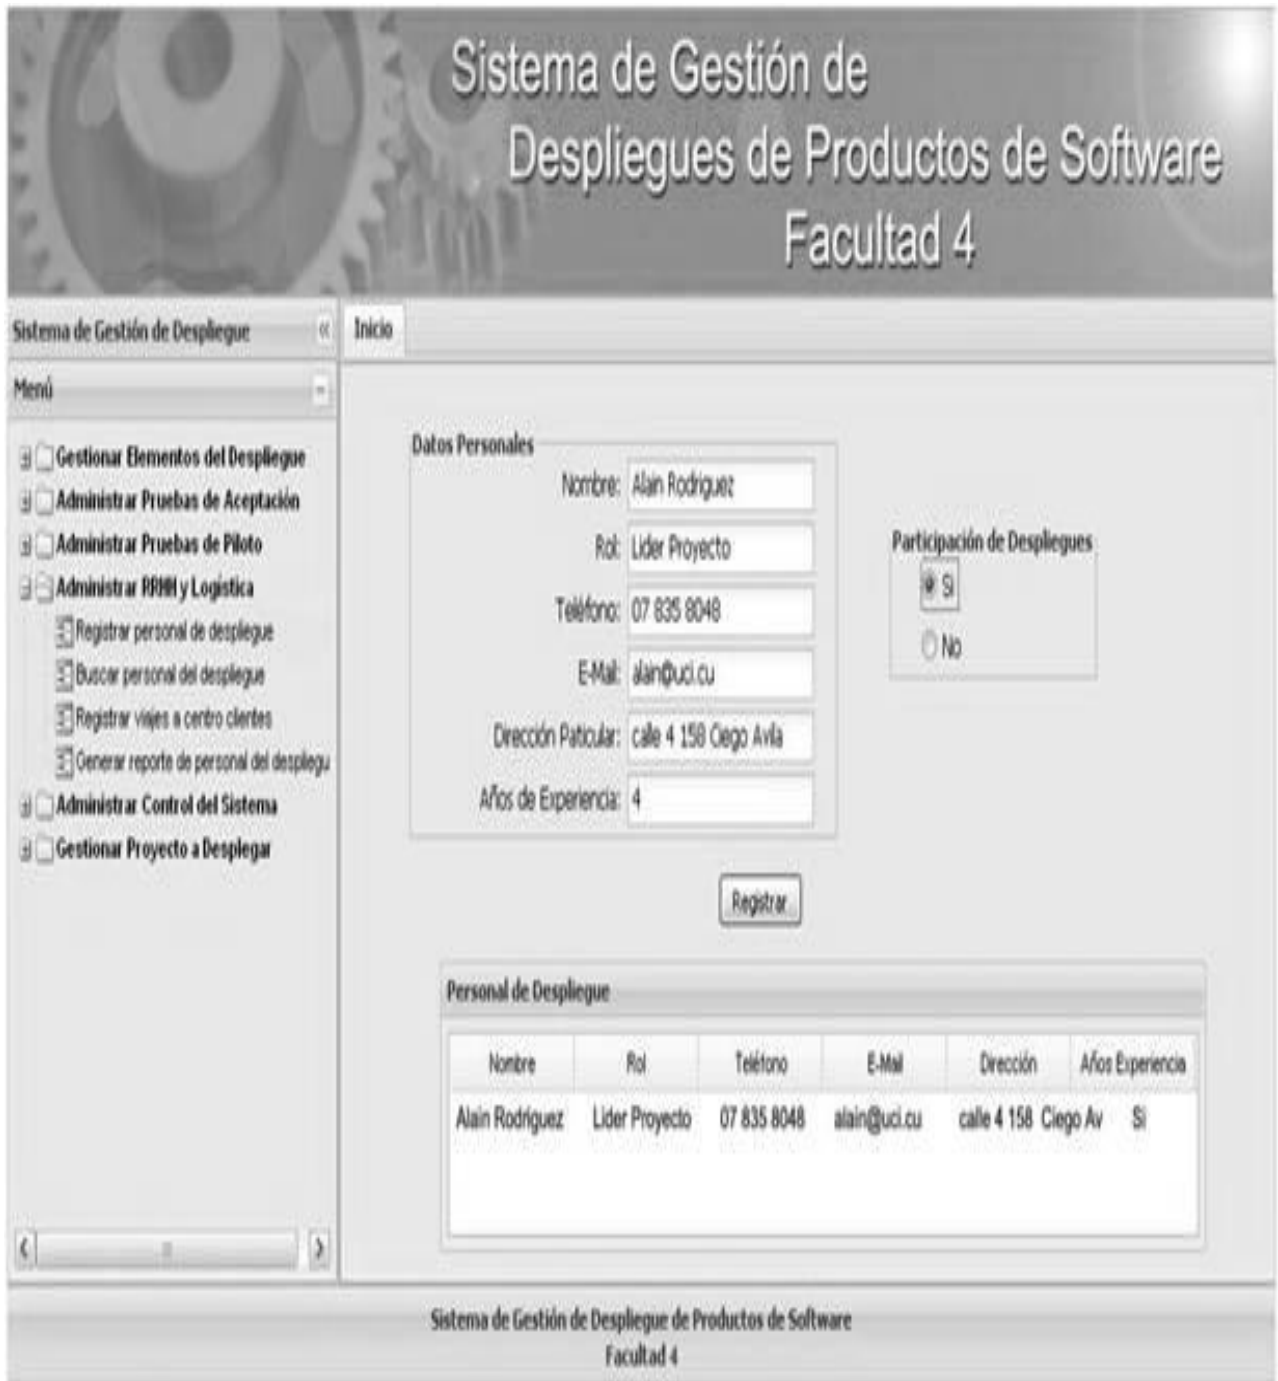 Sistema de Gestión de
Despliegues de Productos de Software
Facultad 4
Sistema de Gestión de Despliegue
Inicio
Menú
Gestionar Elementos del Despliegue
Administrar Pruebas de Aceptación
Administrar Pruebas de Piloto
Administrar RRHH y Logística
Registrar personal de despliegue
Buscar personal del despliegue
Registrar viajes a centro clientes
Generar reporte de personal del desplegu
Administrar Control del Sistema
Gestionar Proyecto a Desplegar
Datos Personales
Nombre: Alain Rodriguez
Rol: Lider Proyecto
Teléfono: 07 835 8048
E-Mail: alain@uci.cu
Dirección Paticular: calle 4 158 Ciego Avila
Años de Experiencia: 4
Participación de Despliegues
Si
No
Registrar
Personal de Despliegue
Nombre Rol Teléfono E-Mail Dirección Años Experiencia
Alain Rodriguez Lider Proyecto 07 835 8048 alain@uci.cu calle 4 158 Ciego Av Si
Sistema de Gestión de Despliegue de Productos de Software
Facultad 4